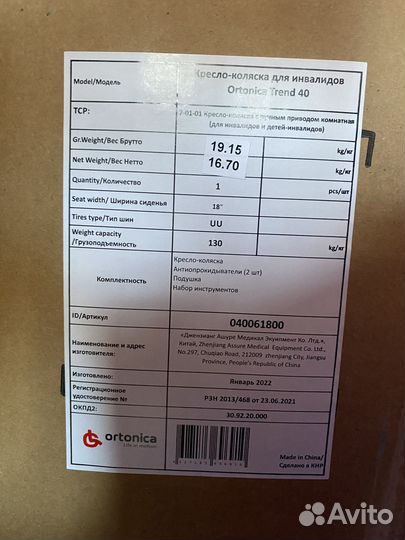 Model/Модель Кресло-коляска для инвалидов
Ortonica Trend 40
ТСР: 7-01-01 Кресло-коляска с ручным приводом комнатная
(для инвалидов и детей-инвалидов)
Gr.Weight/Вес Брутто 19.15 kg/кг
Net Weight/Вес Нетто 16.70 kg/кг
Quantity/Количество 1 pcs/шт
Seat width/ Ширина сиденья 18"
Tires type/Тип шин UU
Weight capacity
/Грузоподъемность 130 kg/кг
Комплектность
Кресло-коляска
Антиопрокидыватели (2 шт)
Подушка
Набор инструментов
ID/Артикул 040061800
Наименование и адрес
изготовителя:
«Джензианг Ашуре Медикал Экуипмент Ко. Лтд.»,
Китай, Zhenjiang Assure Medical Equipment Co. Ltd.,
No.297, Chuqiao Road, 212009 zhenjiang City, Jiangsu
Province, People's Republic of China
Изготовлено: Январь 2022
Регистрационное
удостоверение № РЗН 2013/468 от 23.06.2021
ОКПД2: 30.92.20.000
ortonica
Life in motion
Made in China/
Сделано в КНР
Avito